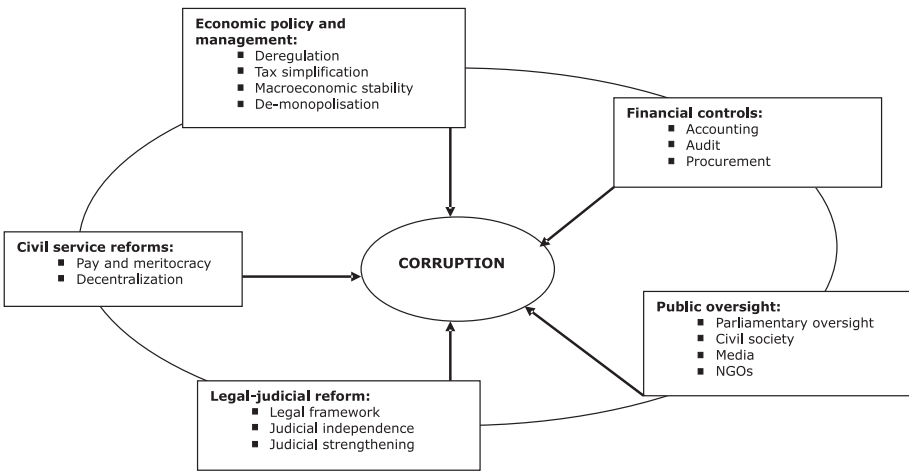 Economic policy and
management:
▪ Deregulation
▪ Tax simplification
▪ Macroeconomic stability
▪ De-monopolisation
Financial controls:
▪ Accounting
▪ Audit
▪ Procurement
Civil service reforms:
▪ Pay and meritocracy
▪ Decentralization
CORRUPTION
Public oversight:
▪ Parliamentary oversight
▪ Civil society
▪ Media
▪ NGOs
Legal-judicial reform:
▪ Legal framework
▪ Judicial independence
▪ Judicial strengthening